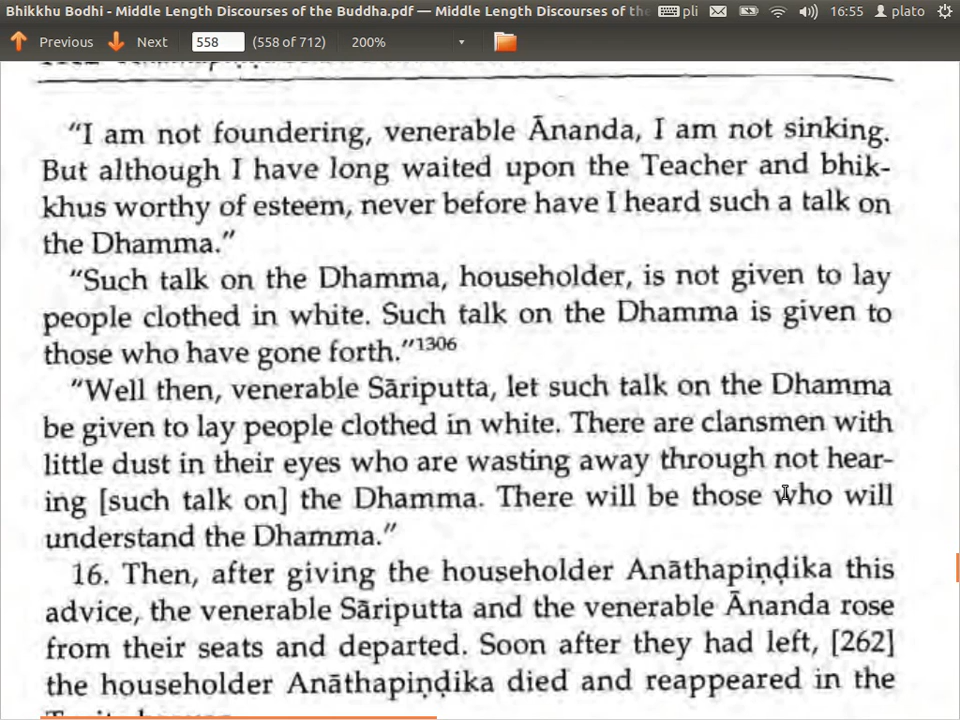 Bhikkhu Bodhi - Middle Length Discourses of the Buddha.pdf — Middle Length Discourses of the pli 16:55 plato
Previous Next 558 (558 of 712) 200%
"I am not foundering, venerable Ānanda, I am not sinking.
But although I have long waited upon the Teacher and bhik-
khus worthy of esteem, never before have I heard such a talk on
the Dhamma."
"Such talk on the Dhamma, householder, is not given to lay
people clothed in white. Such talk on the Dhamma is given to
those who have gone forth."1306
"Well then, venerable Sāriputta, let such talk on the Dhamma
be given to lay people clothed in white. There are clansmen with
little dust in their eyes who are wasting away through not hear-
ing [such talk on] the Dhamma. There will be those who will
understand the Dhamma."
16. Then, after giving the householder Anāthapiṇḍika this
advice, the venerable Sāriputta and the venerable Ānanda rose
from their seats and departed. Soon after they had left, [262]
the householder Anāthapiṇḍika died and reappeared in the